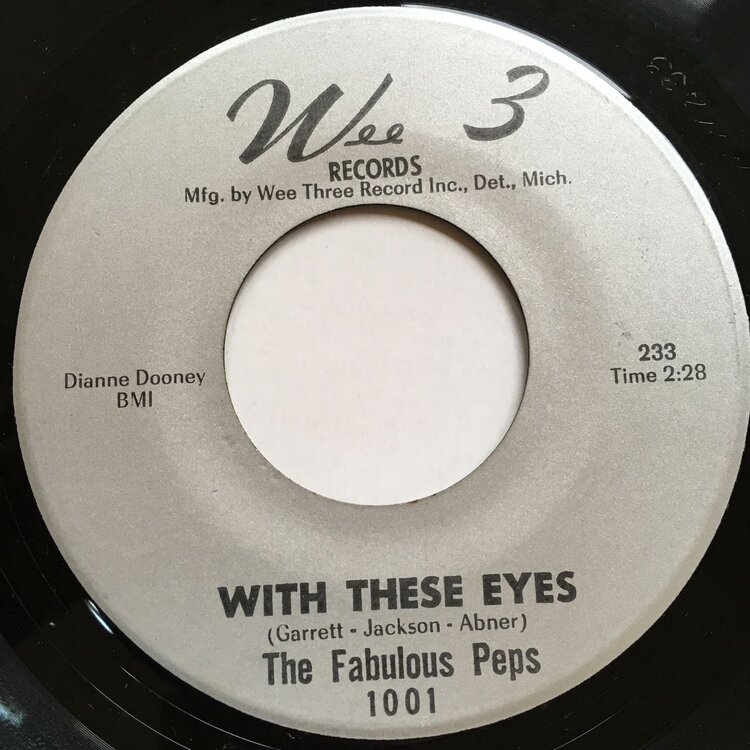 Wee 3
RECORDS
Mfg. by Wee Three Record Inc., Det., Mich.
Dianne Dooney
BMI
233
Time 2:28
WITH THESE EYES
(Garrett - Jackson - Abner)
The Fabulous Peps
1001